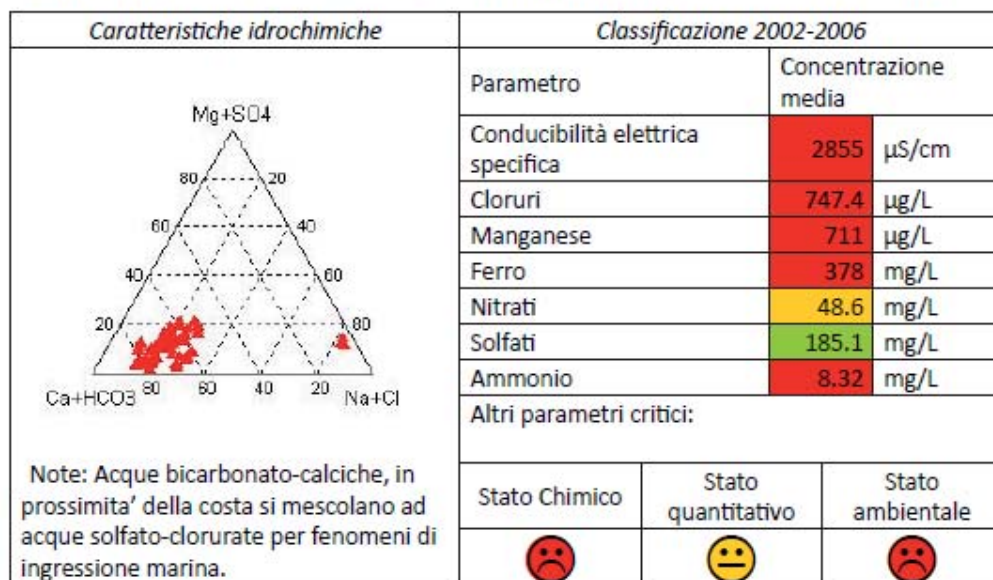 Caratteristiche idrochimiche
Classificazione 2002-2006
Parametro
Concentrazione
media
Conducibilità elettrica
specifica
2855 µS/cm
Cloruri 747.4 µg/L
Manganese 711 µg/L
Ferro 378 mg/L
Nitrati 48.6 mg/L
Solfati 185.1 mg/L
Ammonio 8.32 mg/L
Altri parametri critici:
Stato Chimico
Stato
quantitativo
Stato
ambientale
Mg+SO4
80 20
60 40
40 60
20 80
Ca+HCO3 80 60 40 20 Na+Cl
Note: Acque bicarbonato-calciche, in
prossimita' della costa si mescolano ad
acque solfato-clorurate per fenomeni di
ingressione marina.